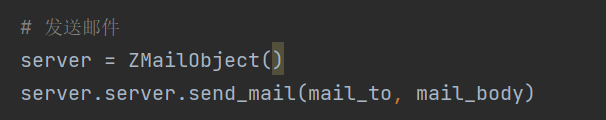 # 发送邮件
server = ZMailObject()
server.server.send_mail(mail_to, mail_body)